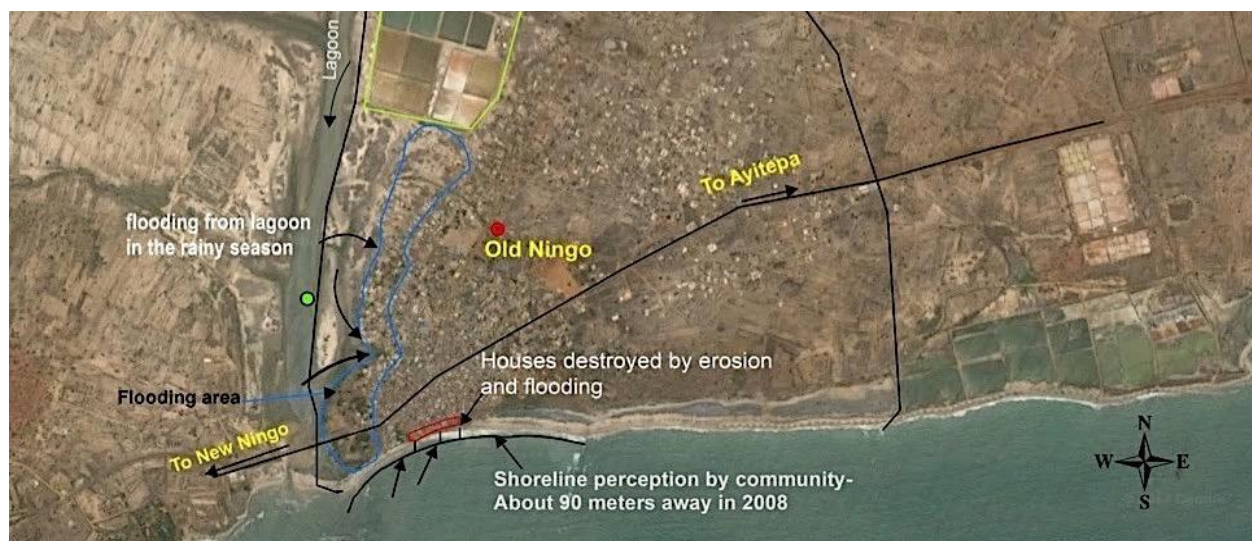 Lagoon
flooding from lagoon
in the rainy season
To Ayitepa
Old Ningo
Houses destroyed by erosion
and flooding
Flooding area
To New Ningo
Shoreline perception by community-
About 90 meters away in 2008
N
W E
S